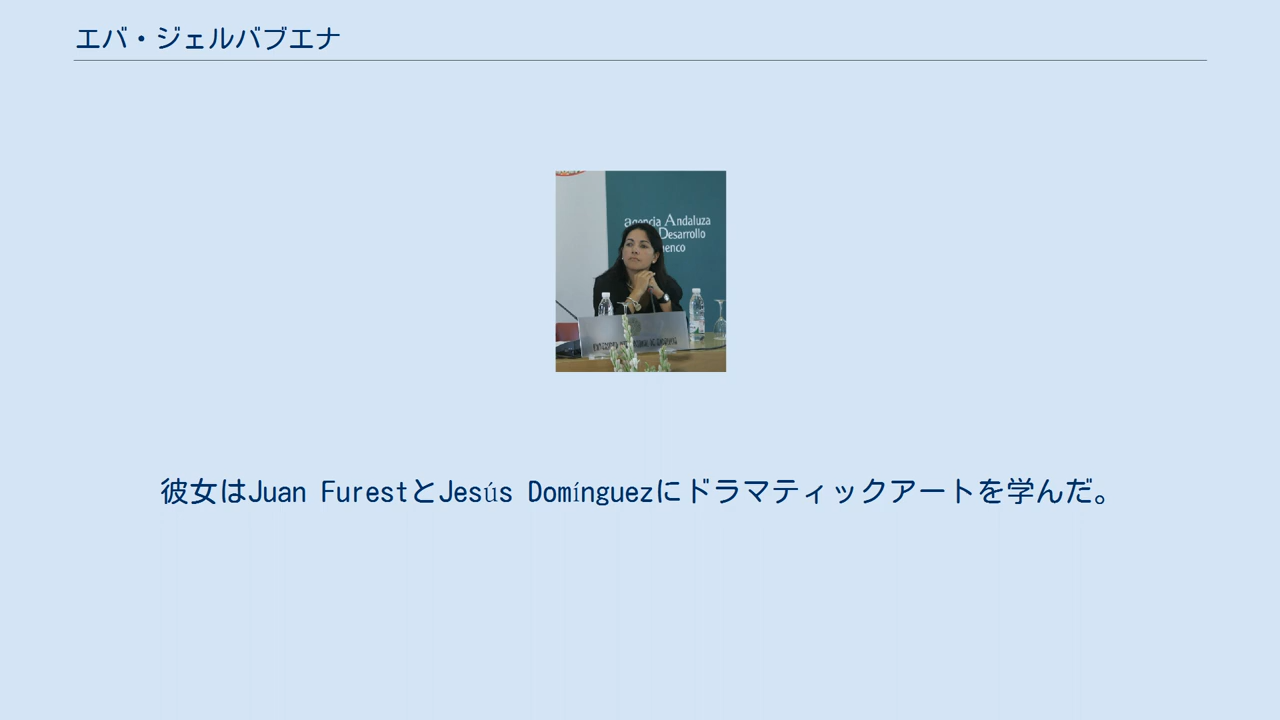 エバ・ジェルバブエナ
agencia Andaluza
Desarrollo
彼女はJuan FurestとJesús Domínguezにドラマティックアートを学んだ。